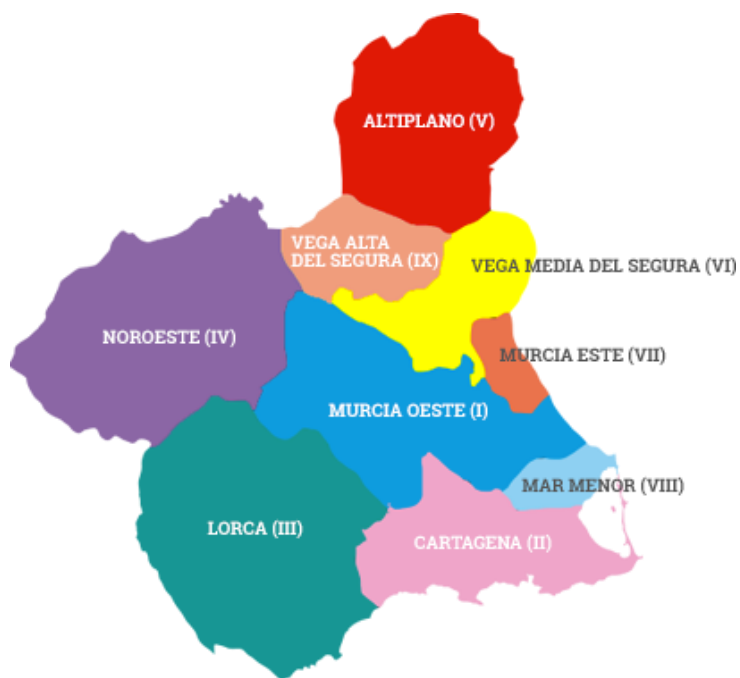 ALTIPLANO (V)
VEGA ALTA
DEL SEGURA (IX)
VEGA MEDIA DEL SEGURA (VI)
NOROESTE (IV)
MURCIA ESTE (VII)
MURCIA OESTE (I)
MAR MENOR (VIII)
LORCA (III)
CARTAGENA (II)